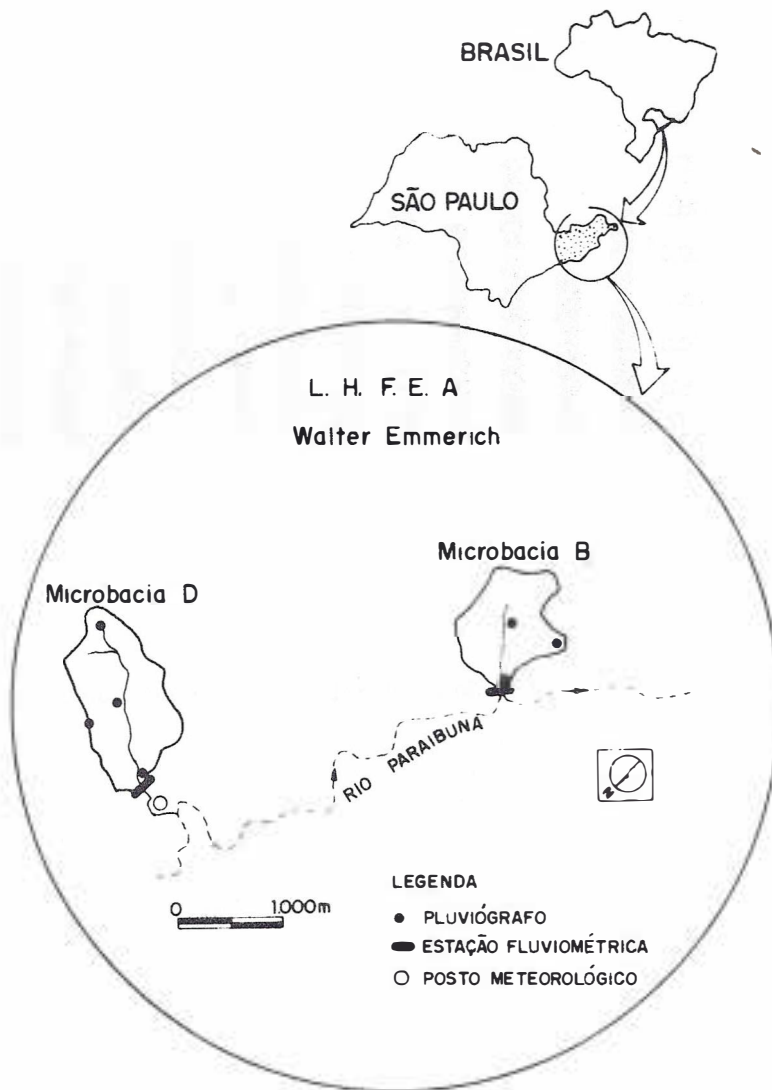 BRASIL
SÃO PAULO
L. H. F. E. A
Walter Emmerich
Microbacia B
Microbacia D
RIO PARAIBUNA
N
LEGENDA
0 1.000m
PLUVIÓGRAFO
ESTAÇÃO FLUVIOMÉTRICA
POSTO METEOROLÓGICO